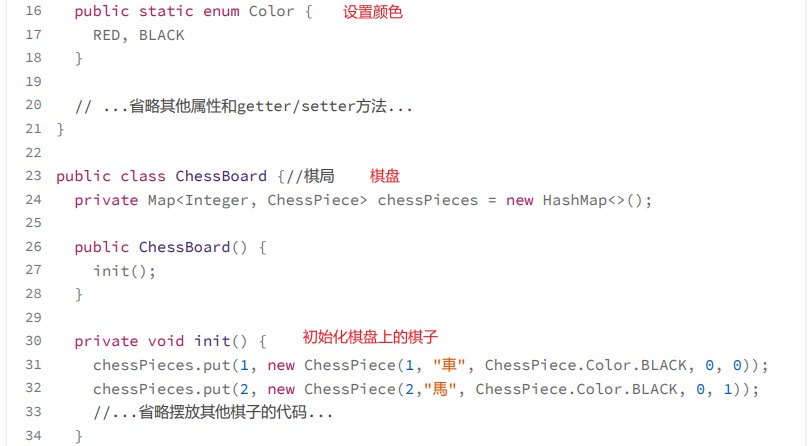 16 public static enum Color { 设置颜色
17 RED, BLACK
18 }
19
20 // ...省略其他属性和getter/setter方法...
21 }
22
23 public class ChessBoard {//棋局 棋盘
24 private Map<Integer, ChessPiece> chessPieces = new HashMap<>();
25
26 public ChessBoard() {
27 init();
28 }
29
30 private void init() { 初始化棋盘上的棋子
31 chessPieces.put(1, new ChessPiece(1, "車", ChessPiece.Color.BLACK, 0, 0));
32 chessPieces.put(2, new ChessPiece(2,"馬", ChessPiece.Color.BLACK, 0, 1));
33 //...省略摆放其他棋子的代码...
34 }